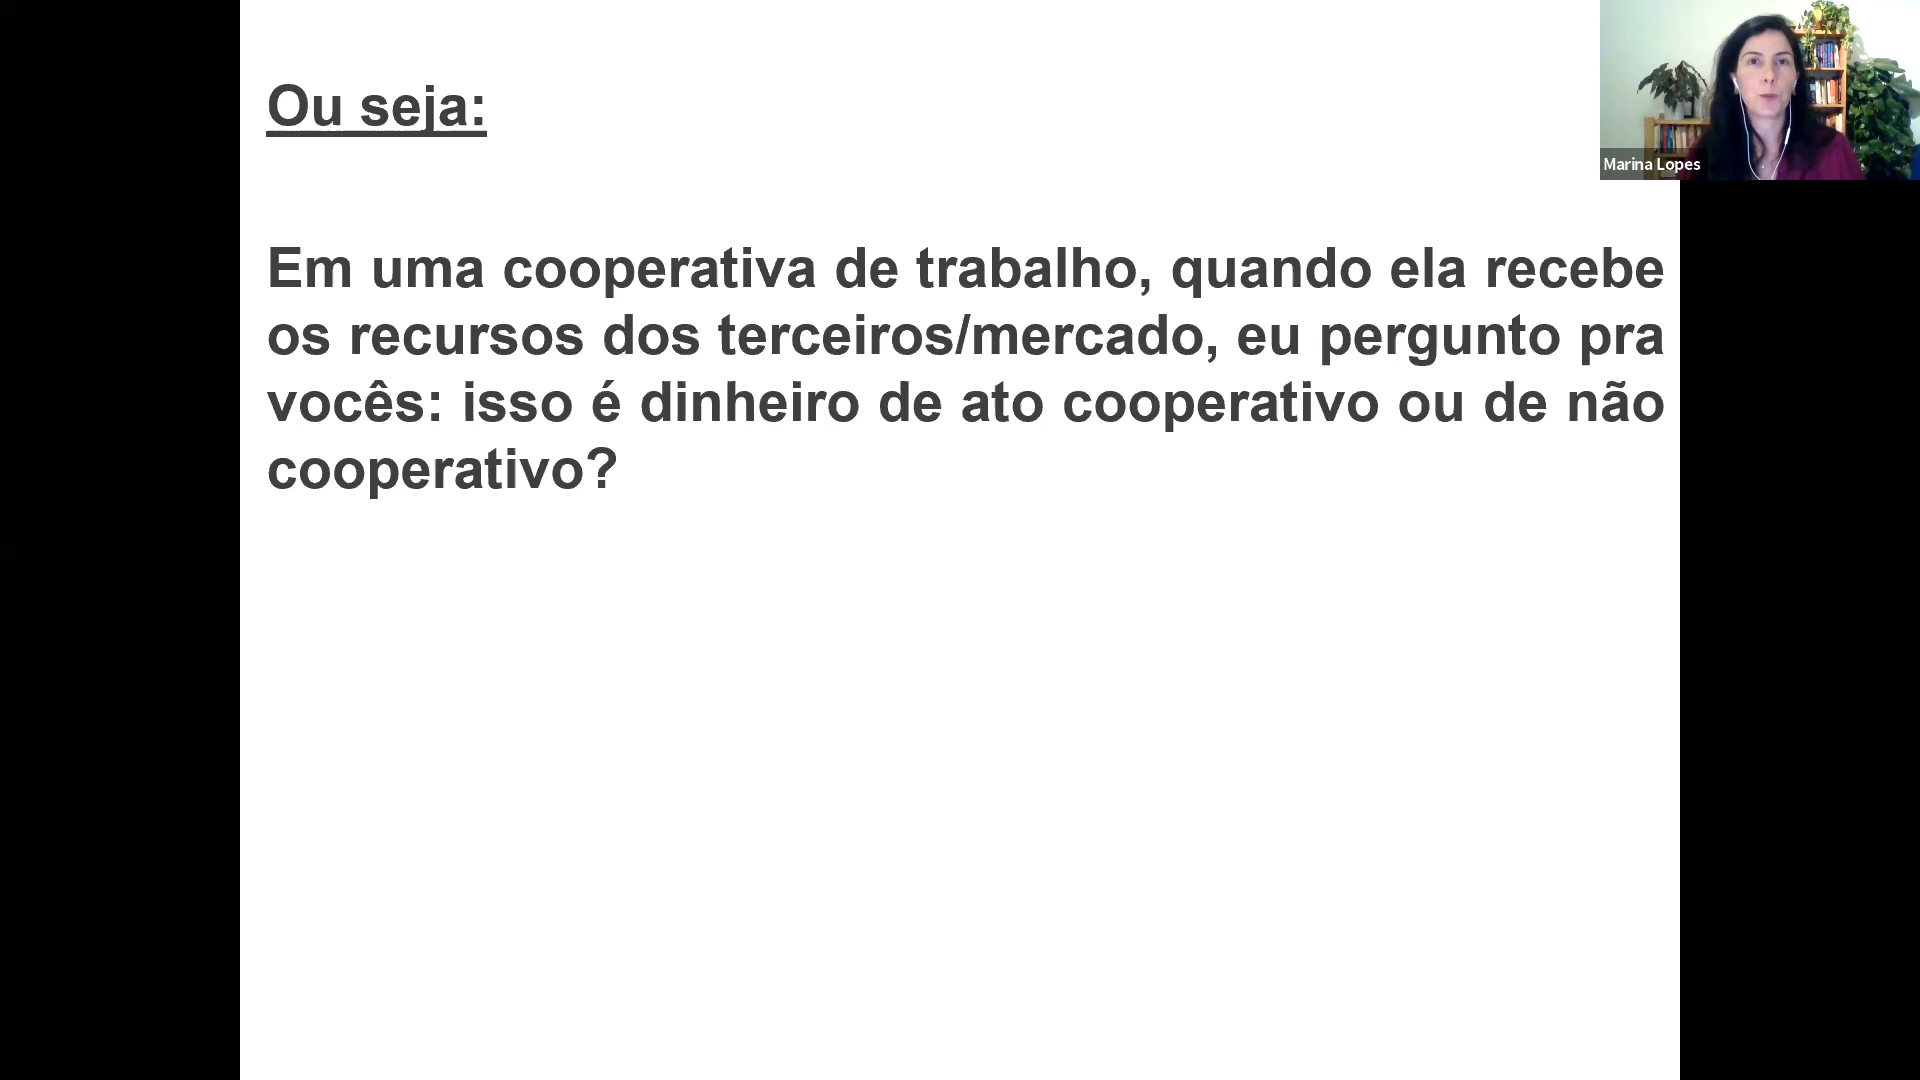 Ou seja:
Em uma cooperativa de trabalho, quando ela recebe
os recursos dos terceiros/mercado, eu pergunto pra
vocês: isso é dinheiro de ato cooperativo ou de não
cooperativo?
Marina Lopes